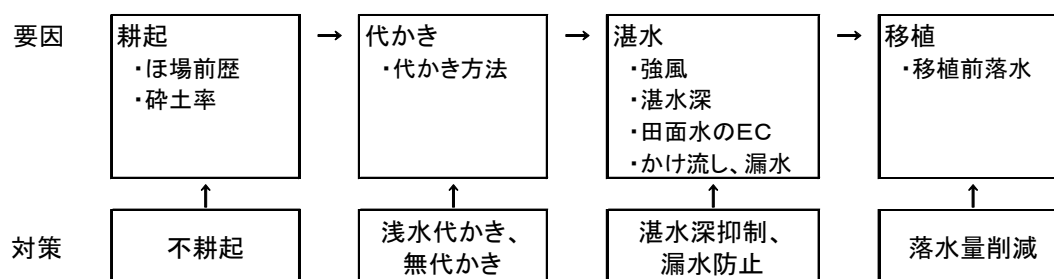 要因
耕起
・ほ場前歴
・砕土率
→
代かき
・代かき方法
→
湛水
・強風
・湛水深
・田面水のEC
・かけ流し、漏水
→
移植
・移植前落水
↑
↑
↑
↑
対策
不耕起
浅水代かき、
無代かき
湛水深抑制、
漏水防止
落水量削減